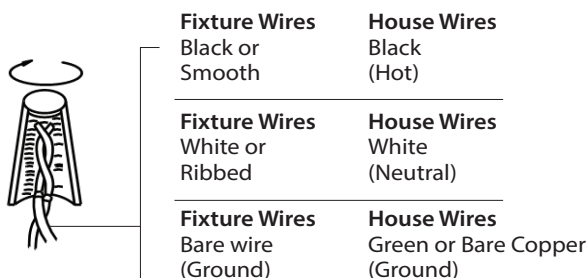 Fixture Wires House Wires
Black or Black
Smooth (Hot)
Fixture Wires House Wires
White or White
Ribbed (Neutral)
Fixture Wires House Wires
Bare wire Green or Bare Copper
(Ground) (Ground)